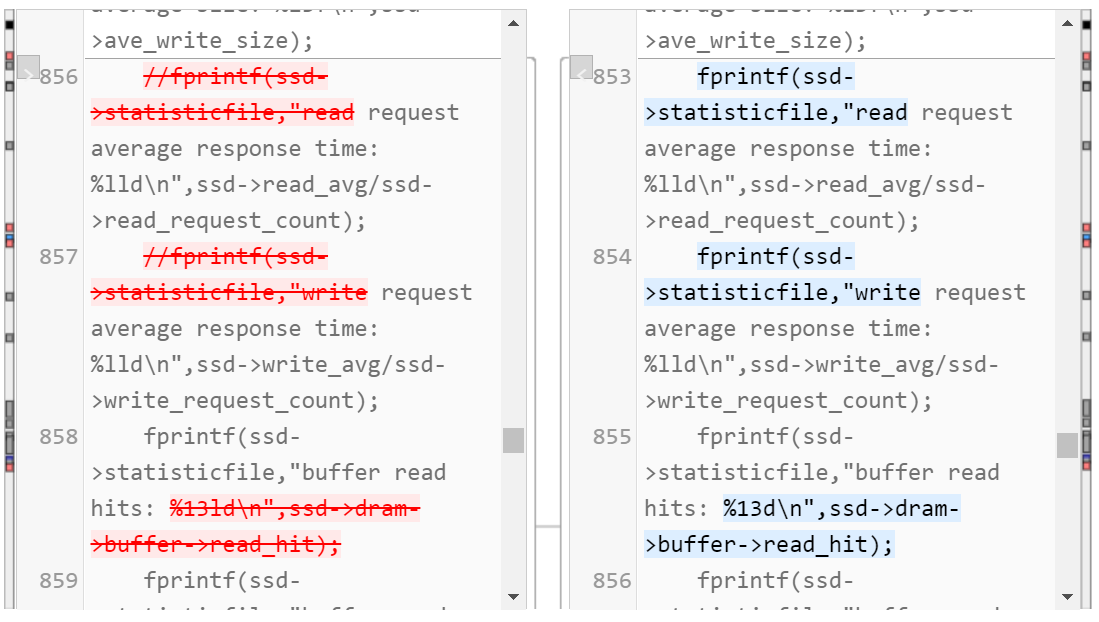 >ave_write_size);
856 //fprintf(ssd-
>statisticfile,"read request
average response time:
%lld\n",ssd->read_avg/ssd-
>read_request_count);
857 //fprintf(ssd-
>statisticfile,"write request
average response time:
%lld\n",ssd->write_avg/ssd-
>write_request_count);
858 fprintf(ssd-
>statisticfile,"buffer read
hits: %13ld\n",ssd->dram-
>buffer->read_hit);
859 fprintf(ssd-
>ave_write_size);
853 fprintf(ssd-
>statisticfile,"read request
average response time:
%lld\n",ssd->read_avg/ssd-
>read_request_count);
854 fprintf(ssd-
>statisticfile,"write request
average response time:
%lld\n",ssd->write_avg/ssd-
>write_request_count);
855 fprintf(ssd-
>statisticfile,"buffer read
hits: %13d\n",ssd->dram-
>buffer->read_hit);
856 fprintf(ssd-